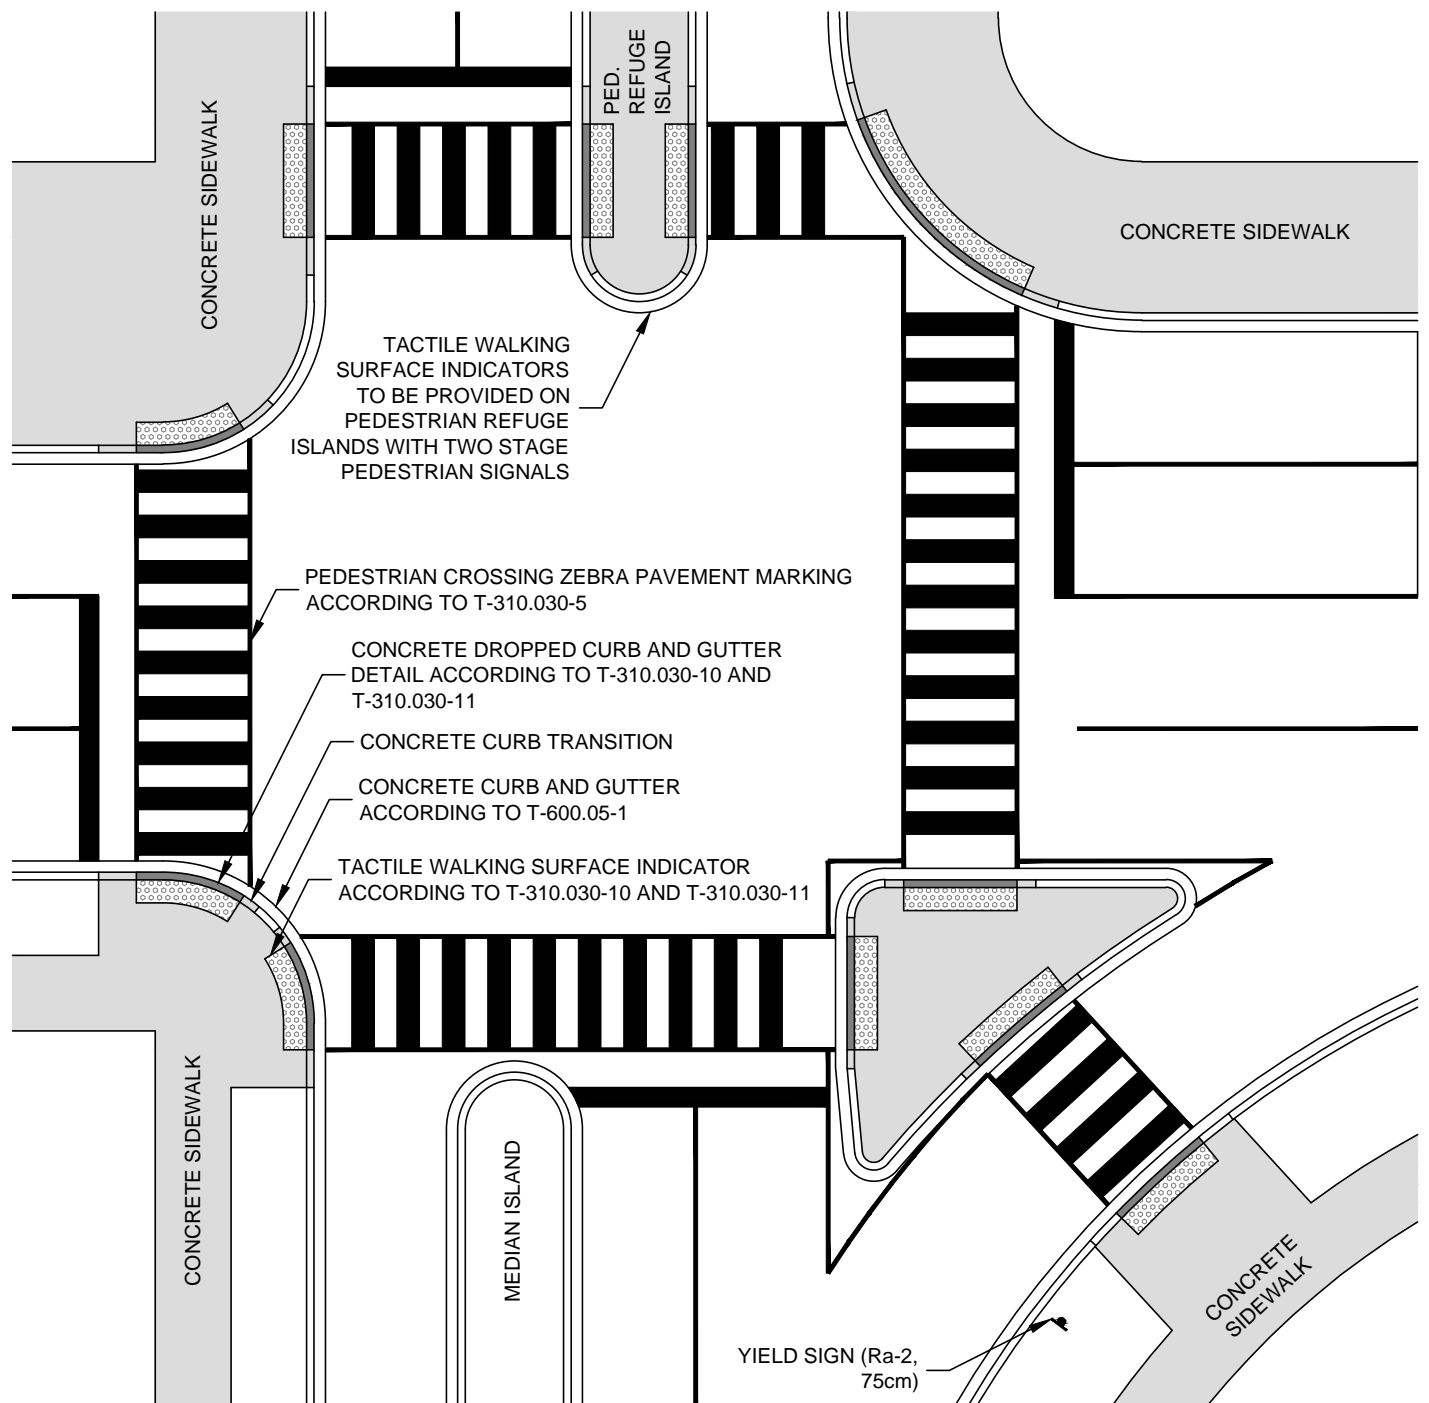 PED.
REFUGE
ISLAND
CONCRETE SIDEWALK
CONCRETE SIDEWALK
TACTILE WALKING
SURFACE INDICATORS
TO BE PROVIDED ON
PEDESTRIAN REFUGE
ISLANDS WITH TWO STAGE
PEDESTRIAN SIGNALS
PEDESTRIAN CROSSING ZEBRA PAVEMENT MARKING
ACCORDING TO T-310.030-5
CONCRETE DROPPED CURB AND GUTTER
DETAIL ACCORDING TO T-310.030-10 AND
T-310.030-11
CONCRETE CURB TRANSITION
CONCRETE CURB AND GUTTER
ACCORDING TO T-600.05-1
TACTILE WALKING SURFACE INDICATOR
ACCORDING TO T-310.030-10 AND T-310.030-11
CONCRETE SIDEWALK
MEDIAN ISLAND
CONCRETE
SIDEWALK
YIELD SIGN (Ra-2,
75cm)